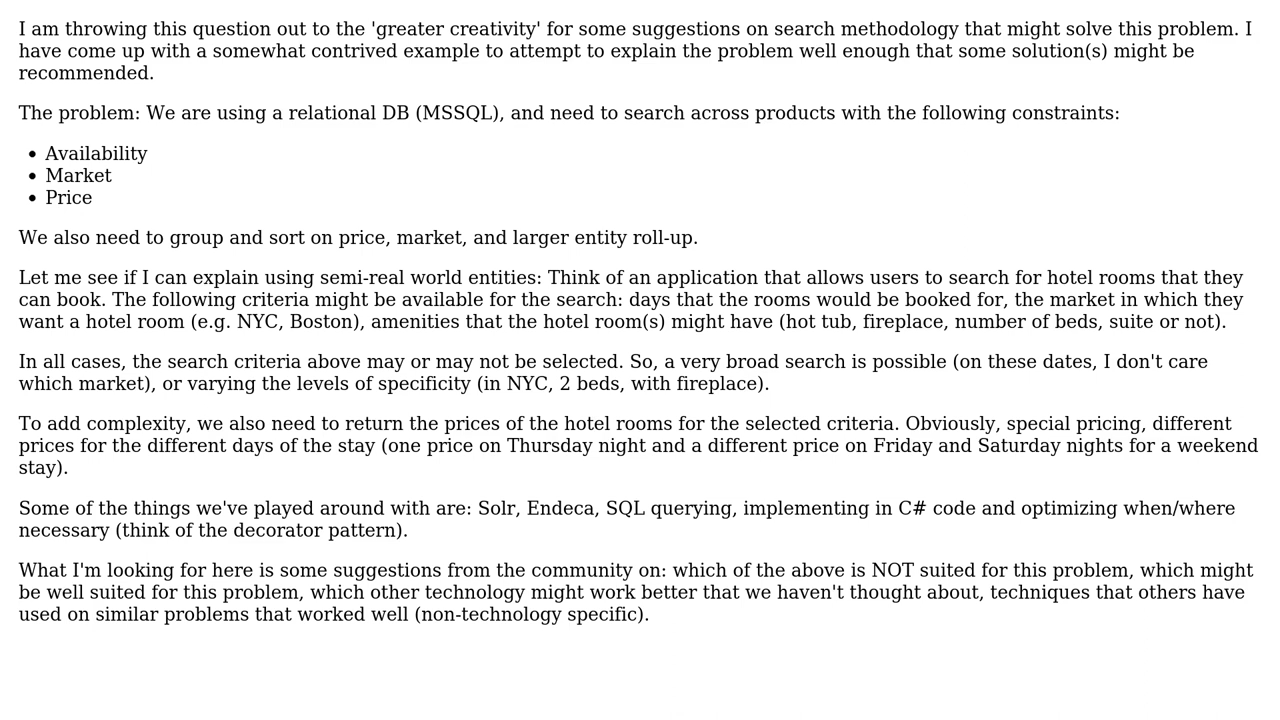 I am throwing this question out to the 'greater creativity' for some suggestions on search methodology that might solve this problem. I
have come up with a somewhat contrived example to attempt to explain the problem well enough that some solution(s) might be
recommended.
The problem: We are using a relational DB (MSSQL), and need to search across products with the following constraints:
• Availability
• Market
• Price
We also need to group and sort on price, market, and larger entity roll-up.
Let me see if I can explain using semi-real world entities: Think of an application that allows users to search for hotel rooms that they
can book. The following criteria might be available for the search: days that the rooms would be booked for, the market in which they
want a hotel room (e.g. NYC, Boston), amenities that the hotel room(s) might have (hot tub, fireplace, number of beds, suite or not).
In all cases, the search criteria above may or may not be selected. So, a very broad search is possible (on these dates, I don't care
which market), or varying the levels of specificity (in NYC, 2 beds, with fireplace).
To add complexity, we also need to return the prices of the hotel rooms for the selected criteria. Obviously, special pricing, different
prices for the different days of the stay (one price on Thursday night and a different price on Friday and Saturday nights for a weekend
stay).
Some of the things we've played around with are: Solr, Endeca, SQL querying, implementing in C# code and optimizing when/where
necessary (think of the decorator pattern).
What I'm looking for here is some suggestions from the community on: which of the above is NOT suited for this problem, which might
be well suited for this problem, which other technology might work better that we haven't thought about, techniques that others have
used on similar problems that worked well (non-technology specific).